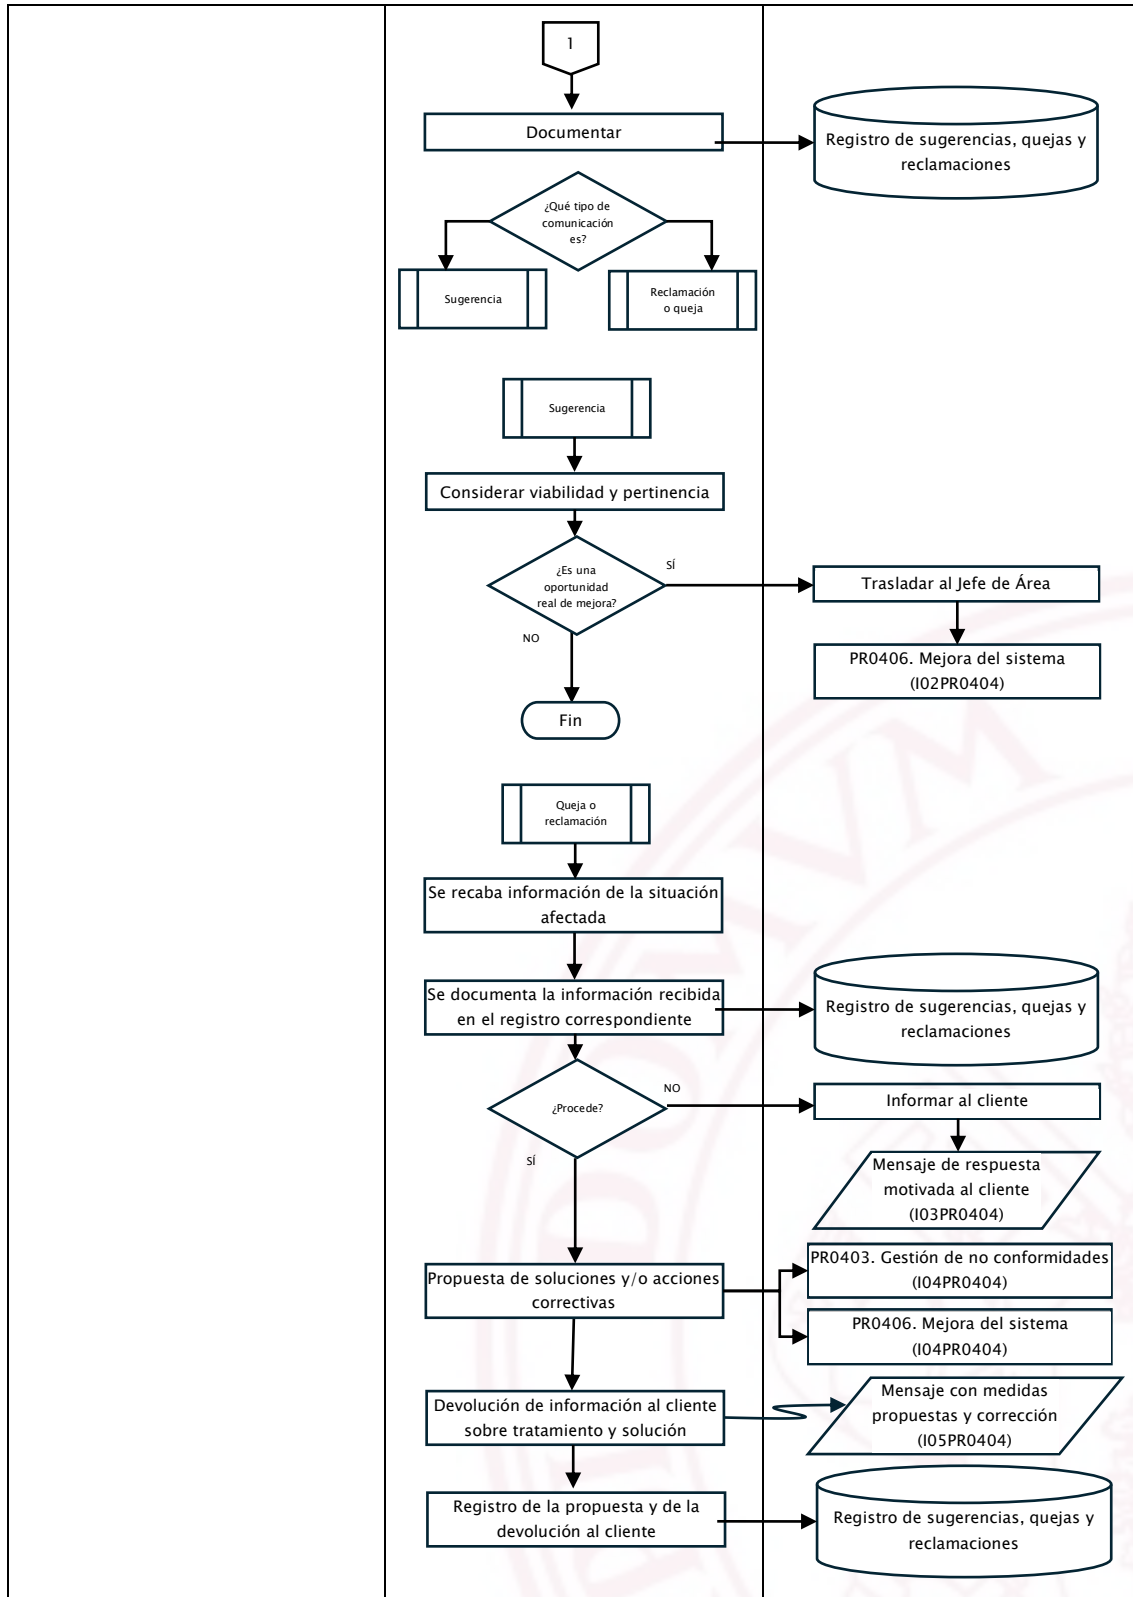 1
Documentar
Registro de sugerencias, quejas y
reclamaciones
¿Qué tipo de
comunicación
es?
Sugerencia
Reclamación
o queja
Sugerencia
Considerar viabilidad y pertinencia
¿Es una
oportunidad
real de mejora?
SÍ
NO
Trasladar al Jefe de Área
PR0406. Mejora del sistema
(I02PR0404)
Fin
Queja o
reclamación
Se recaba información de la situación
afectada
Se documenta la información recibida
en el registro correspondiente
Registro de sugerencias, quejas y
reclamaciones
¿Procede?
NO
SÍ
Informar al cliente
Mensaje de respuesta
motivada al cliente
(I03PR0404)
Propuesta de soluciones y/o acciones
correctivas
PR0403. Gestión de no conformidades
(I04PR0404)
PR0406. Mejora del sistema
(I04PR0404)
Devolución de información al cliente
sobre tratamiento y solución
Mensaje con medidas
propuestas y corrección
(I05PR0404)
Registro de la propuesta y de la
devolución al cliente
Registro de sugerencias, quejas y
reclamaciones